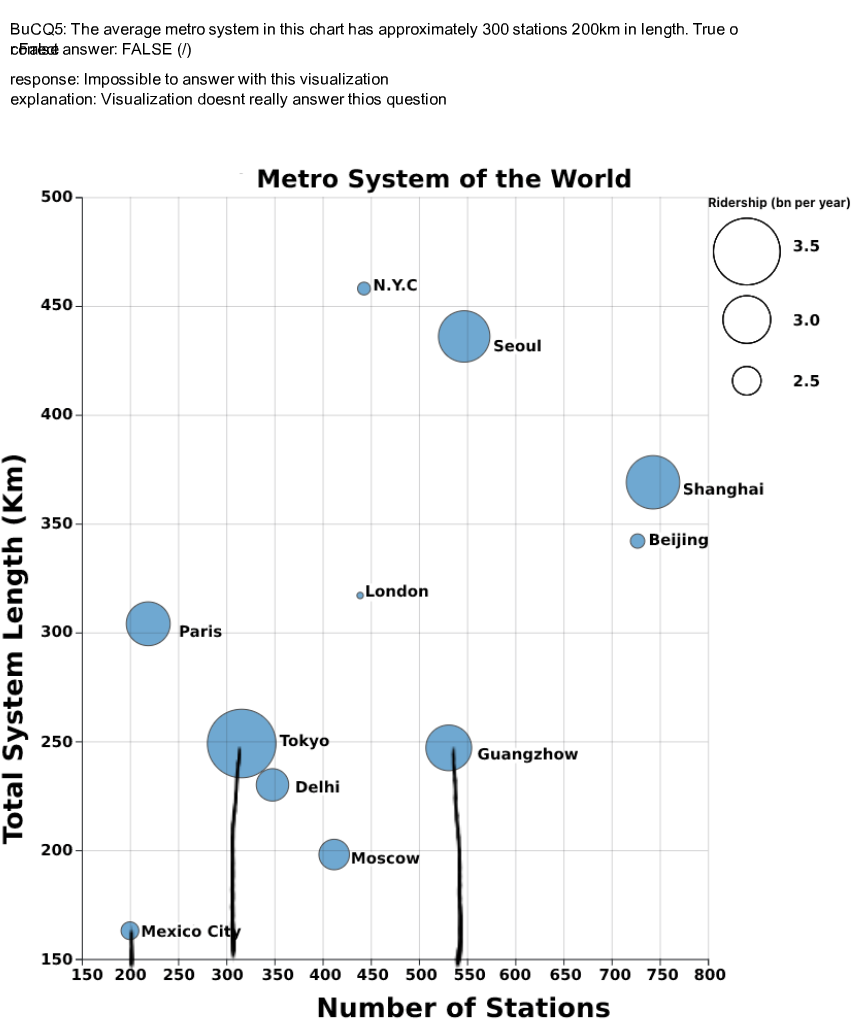 BuCQ5: The average metro system in this chart has approximately 300 stations 200km in length. True o
r False
correct answer: FALSE (/)
response: Impossible to answer with this visualization
explanation: Visualization doesnt really answer thios question
Metro System of the World
Ridership (bn per year)
3.5
3.0
2.5
500
450
400
350
300
250
200
150
Total System Length (Km)
N.Y.C
Seoul
Shanghai
Beijing
London
Paris
Tokyo
Guangzhow
Delhi
Moscow
Mexico City
150 200 250 300 350 400 450 500 550 600 650 700 750 800
Number of Stations